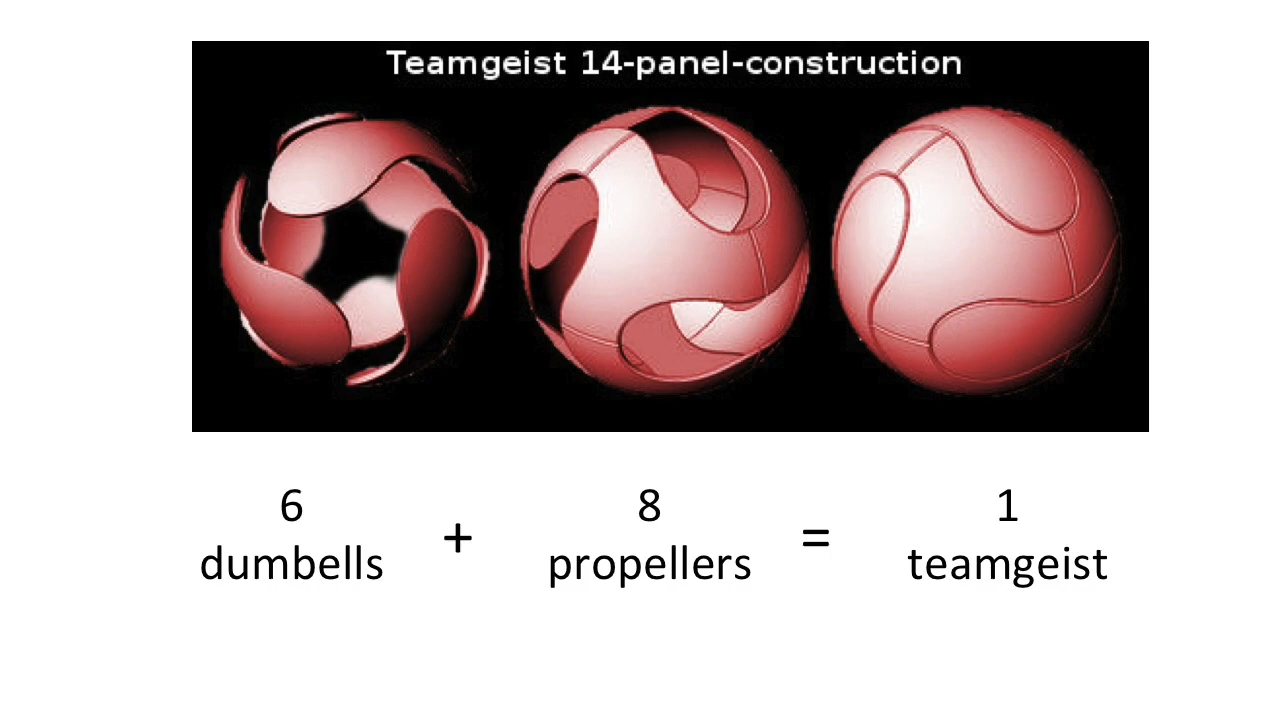 Teamgeist 14-panel-construction
6
dumbells
+
8
propellers
=
1
teamgeist